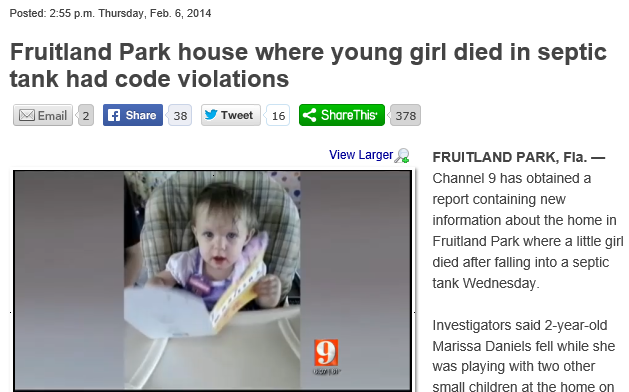 Posted: 2:55 p.m. Thursday, Feb. 6, 2014
Fruitland Park house where young girl died in septic
tank had code violations
Email 2 Share 38 Tweet 16 ShareThis 378
View Larger
9
FRUITLAND PARK, Fla. —
Channel 9 has obtained a
report containing new
information about the home in
Fruitland Park where a little girl
died after falling into a septic
tank Wednesday.
Investigators said 2-year-old
Marissa Daniels fell while she
was playing with two other
small children at the home on